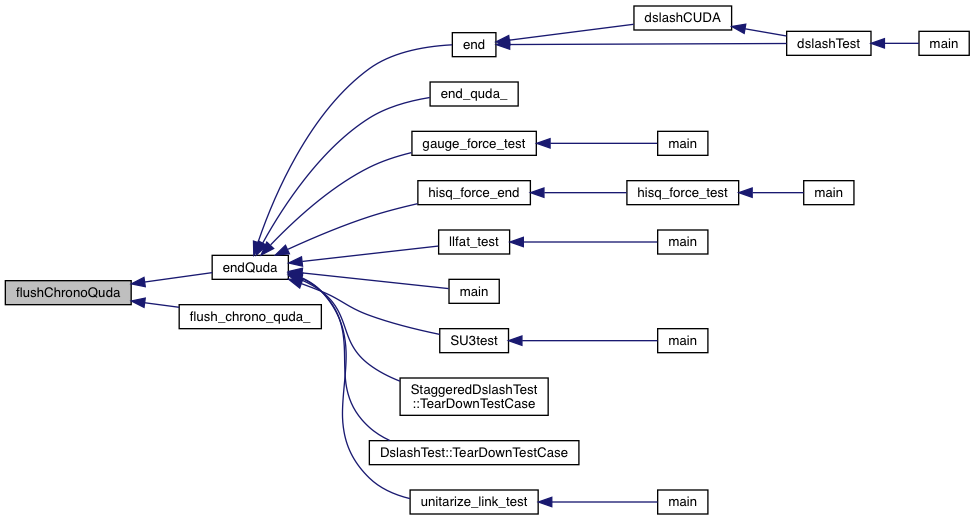 dslashCUDA
end
dslashTest
main
end_quda_
gauge_force_test
main
hisq_force_end
hisq_force_test
main
llfat_test
main
endQuda
flushChronoQuda
main
flush_chrono_quda_
SU3test
main
StaggeredDslashTest
::TearDownTestCase
DslashTest::TearDownTestCase
unitarize_link_test
main